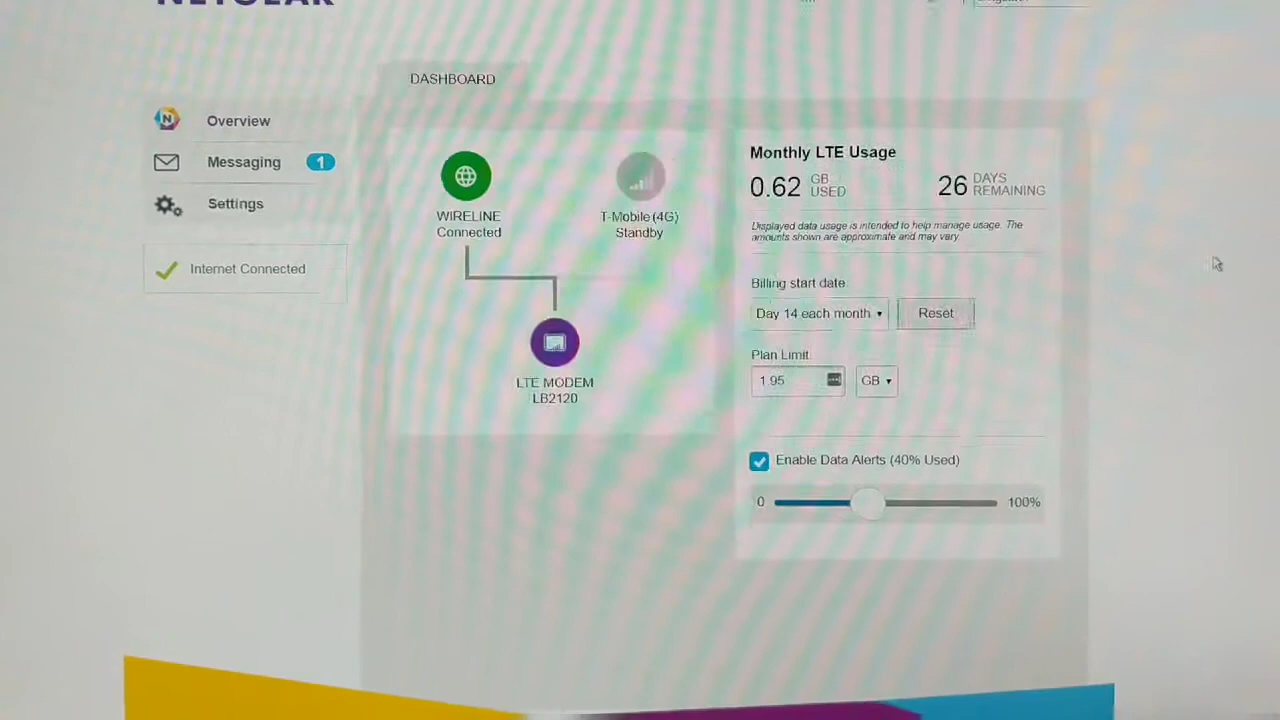 NETGEAR
DASHBOARD
Overview
Messaging 1
Settings
Internet Connected
WIRELINE
Connected
T-Mobile (4G)
Standby
LTE MODEM
LB2120
Monthly LTE Usage
0.62 GB USED
26 DAYS REMAINING
Displayed data usage is intended to help manage usage. The
amounts shown are approximate and may vary.
Billing start date
Day 14 each month
Reset
Plan Limit
1.95
GB
Enable Data Alerts (40% Used)
0
100%